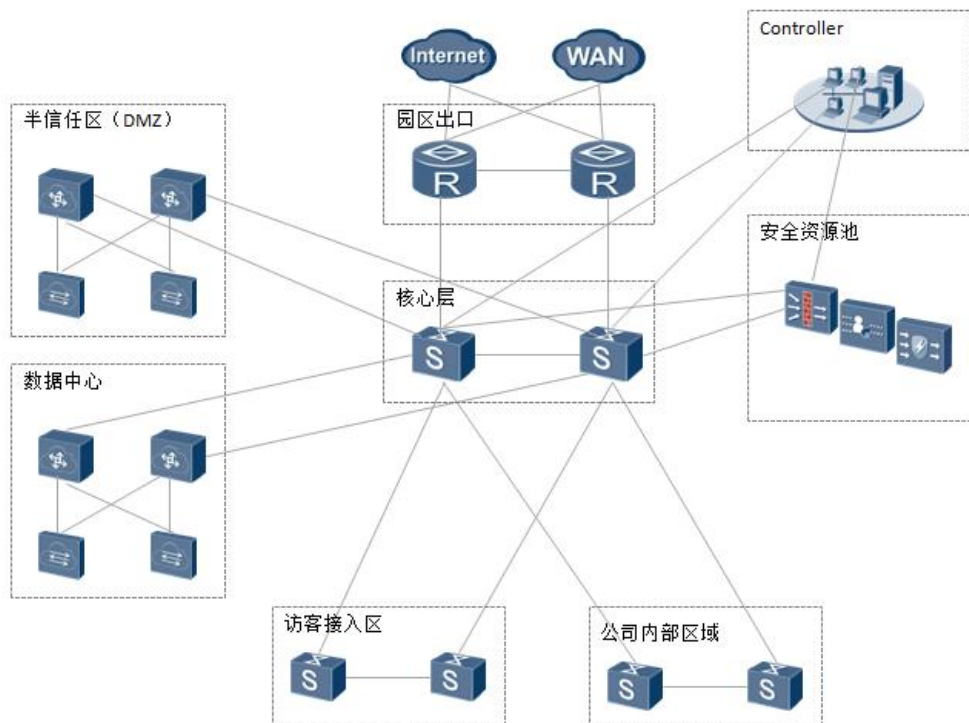 Controller
Internet
WAN
半信任区（DMZ）
园区出口
R
R
安全资源池
核心层
S
S
数据中心
访客接入区
S
S
公司内部区域
S
S